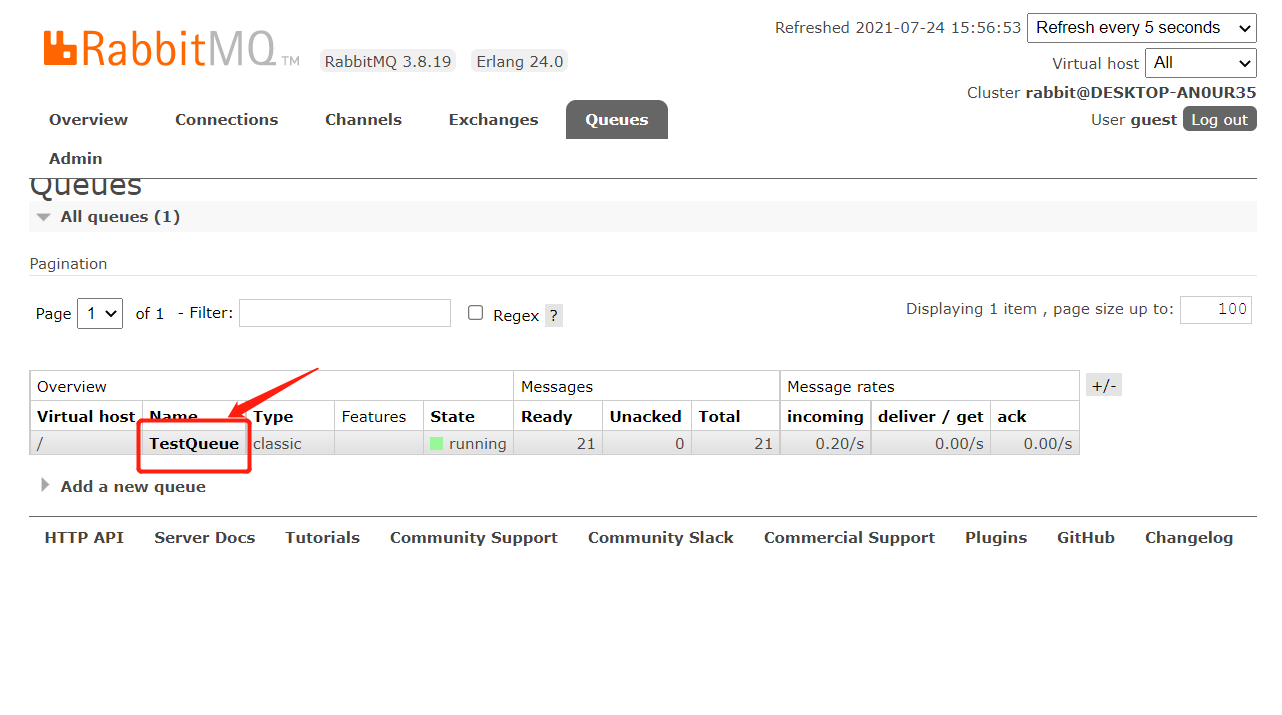 RabbitMQ TM RabbitMQ 3.8.19 Erlang 24.0
Refreshed 2021-07-24 15:56:53 Refresh every 5 seconds
Virtual host All
Cluster rabbit@DESKTOP-AN0UR35
User guest Log out
Overview Connections Channels Exchanges Queues
Admin
Queues
All queues (1)
Pagination
Page 1 of 1 - Filter: Regex ? Displaying 1 item , page size up to: 100
Overview Messages Message rates +/-
Virtual host Name Type Features State Ready Unacked Total incoming deliver / get ack
/ TestQueue classic running 21 0 21 0.20/s 0.00/s 0.00/s
Add a new queue
HTTP API Server Docs Tutorials Community Support Community Slack Commercial Support Plugins GitHub Changelog